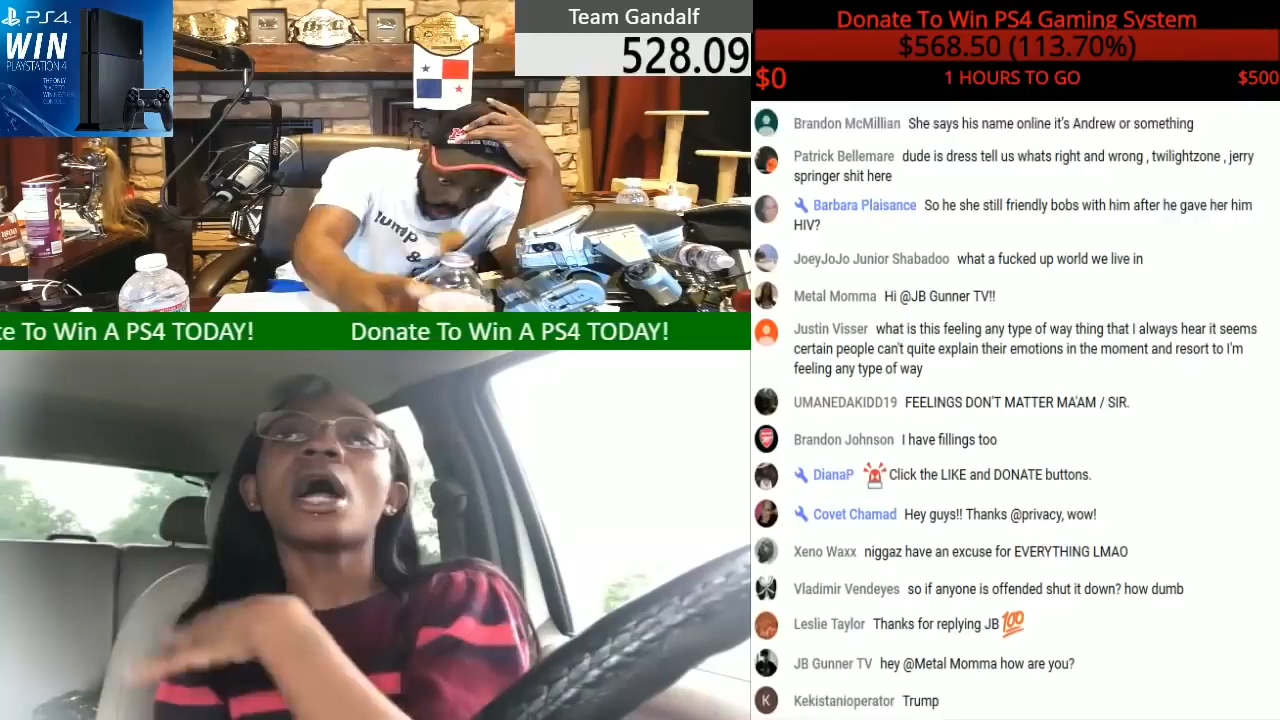 PS4
WIN
PLAYSTATION 4
THE ONLY
PLACE TO
Team Gandalf
528.09
Jump
&
te To Win A PS4 TODAY!
Donate To Win A PS4 TODAY!
Donate To Win PS4 Gaming System
$568.50 (113.70%)
$0
1 HOURS TO GO
$500
Brandon McMillian She says his name online it's Andrew or something
Patrick Bellemare dude is dress tell us whats right and wrong , twilightzone , jerry
springer shit here
Barbara Plaisance So he she still friendly bobs with him after he gave her him
HIV?
JoeyJoJo Junior Shabadoo what a fucked up world we live in
Metal Momma Hi @JB Gunner TV!!
Justin Visser what is this feeling any type of way thing that I always hear it seems
certain people can't quite explain their emotions in the moment and resort to I'm
feeling any type of way
UMANEDAKIDD19 FEELINGS DON'T MATTER MA'AM / SIR.
Brandon Johnson I have fillings too
DianaP Click the LIKE and DONATE buttons.
Covet Chamad Hey guys!! Thanks @privacy, wow!
Xeno Waxx niggaz have an excuse for EVERYTHING LMAO
Vladimir Vendeyes so if anyone is offended shut it down? how dumb
Leslie Taylor Thanks for replying JB 💯
JB Gunner TV hey @Metal Momma how are you?
K
Kekistanioperator Trump